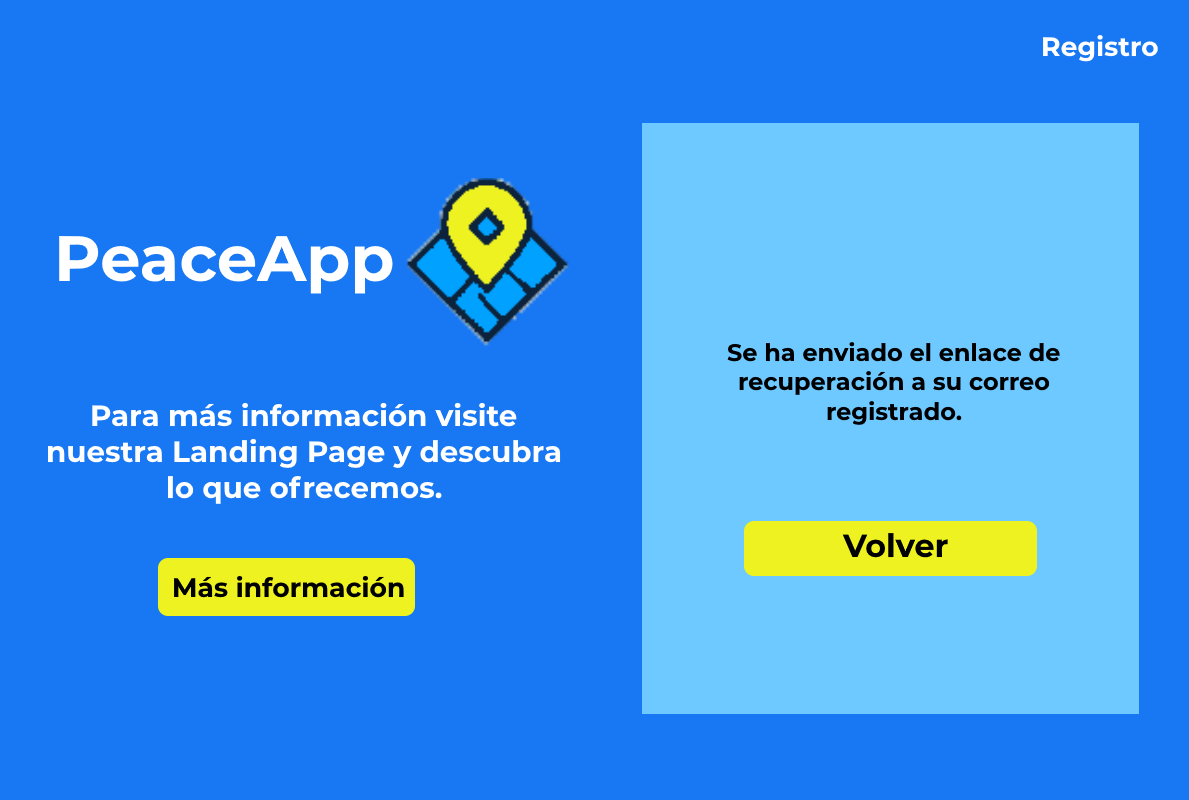 Registro
PeaceApp
Para más información visite
nuestra Landing Page y descubra
lo que ofrecemos.
Más información
Se ha enviado el enlace de
recuperación a su correo
registrado.
Volver